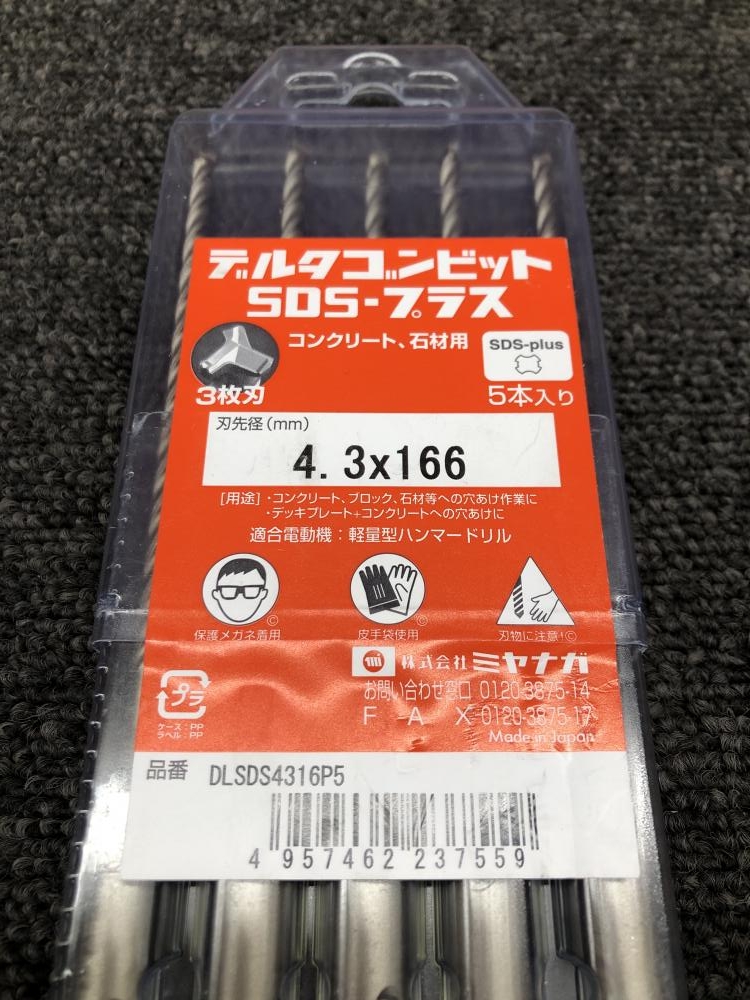 デルタゴンビット
SDS-プラス
コンクリート、石材用
SDS-plus
3枚刃
5本入り
刃先径(mm)
4.3x166
[用途]・コンクリート、ブロック、石材等への穴あけ作業に
・デッキプレート+コンクリートへの穴あけに
適合電動機：軽量型ハンマードリル
©
©
保護メガネ着用
皮手袋使用
刃物に注意!©
株式会社ミヤナガ
お問い合わせ窓口 0120-3875-14
FAX 0120-3875-17
Made in Japan
プラ
ケース：PP
ラベル：PP
品番 DLSDS4316P5
4 957462 237559